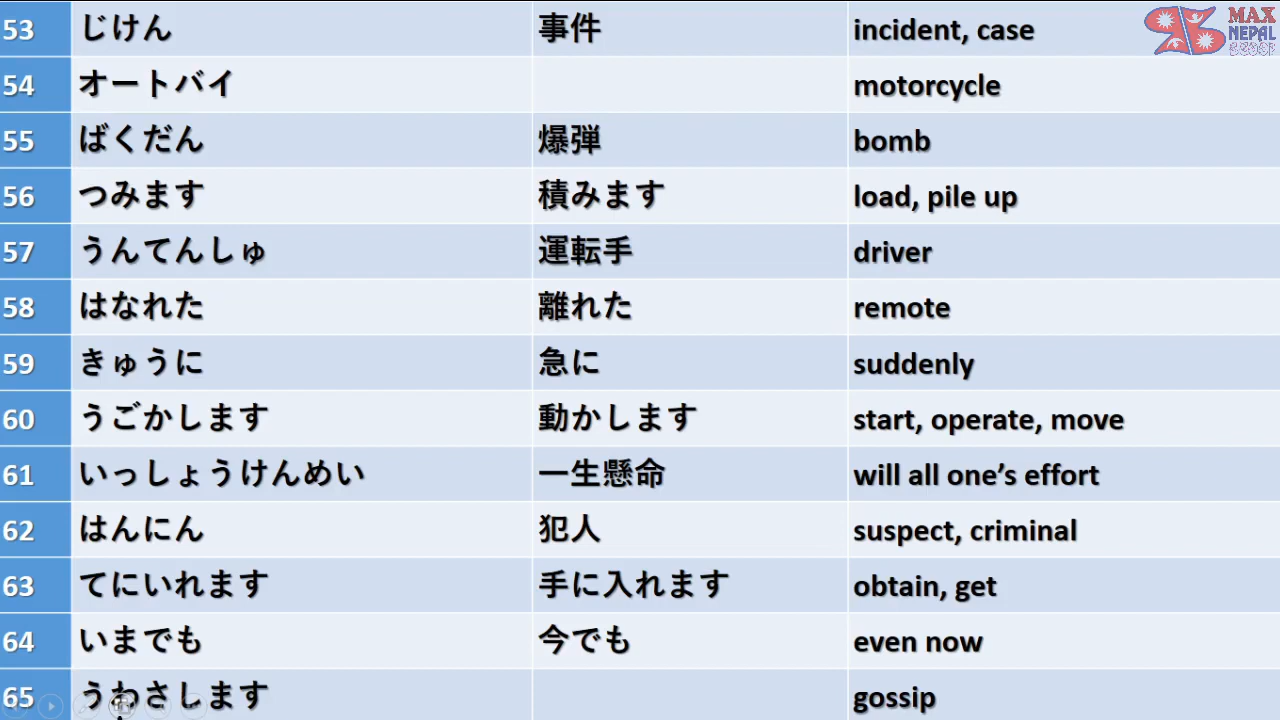 53 じけん 事件 incident, case
MAX
NEPAL
54 オートバイ motorcycle
55 ばくだん 爆弾 bomb
56 つみます 積みます load, pile up
57 うんてんしゅ 運転手 driver
58 はなれた 離れた remote
59 きゅうに 急に suddenly
60 うごかします 動かします start, operate, move
61 いっしょうけんめい 一生懸命 will all one’s effort
62 はんにん 犯人 suspect, criminal
63 てにいれます 手に入れます obtain, get
64 いまでも 今でも even now
65 うわさします gossip